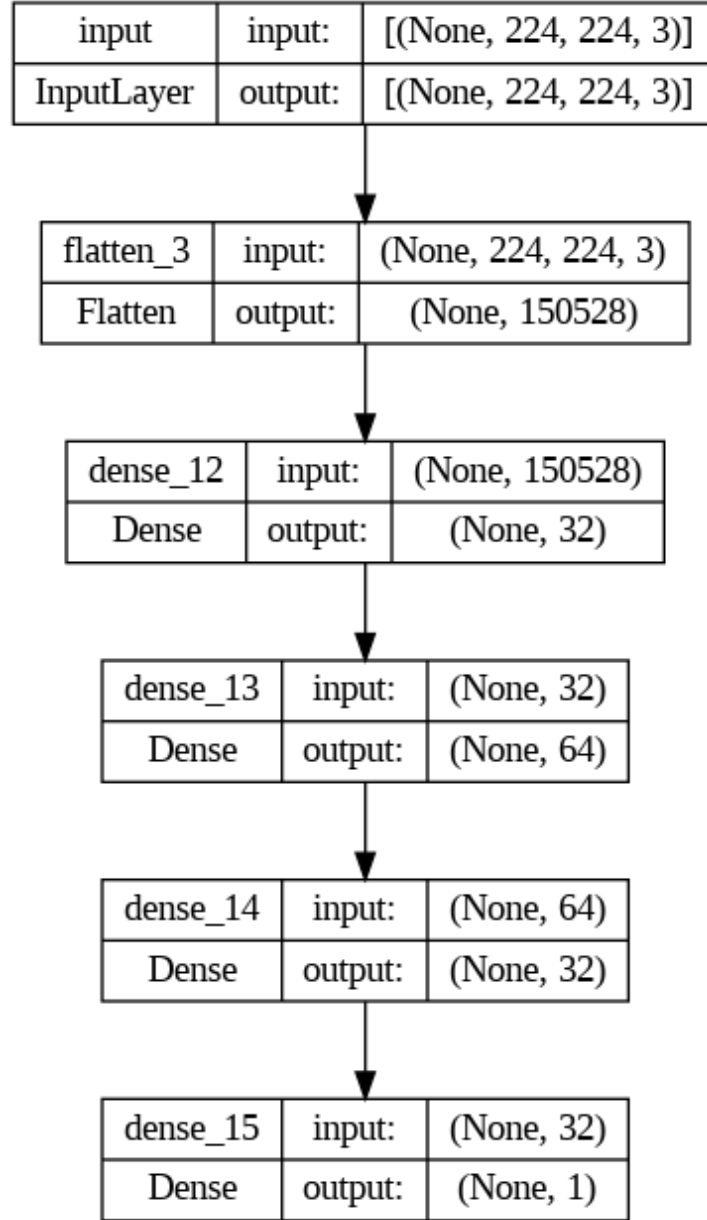 input input: [(None, 224, 224, 3)]
InputLayer output: [(None, 224, 224, 3)]
flatten_3 input: (None, 224, 224, 3)
Flatten output: (None, 150528)
dense_12 input: (None, 150528)
Dense output: (None, 32)
dense_13 input: (None, 32)
Dense output: (None, 64)
dense_14 input: (None, 64)
Dense output: (None, 32)
dense_15 input: (None, 32)
Dense output: (None, 1)